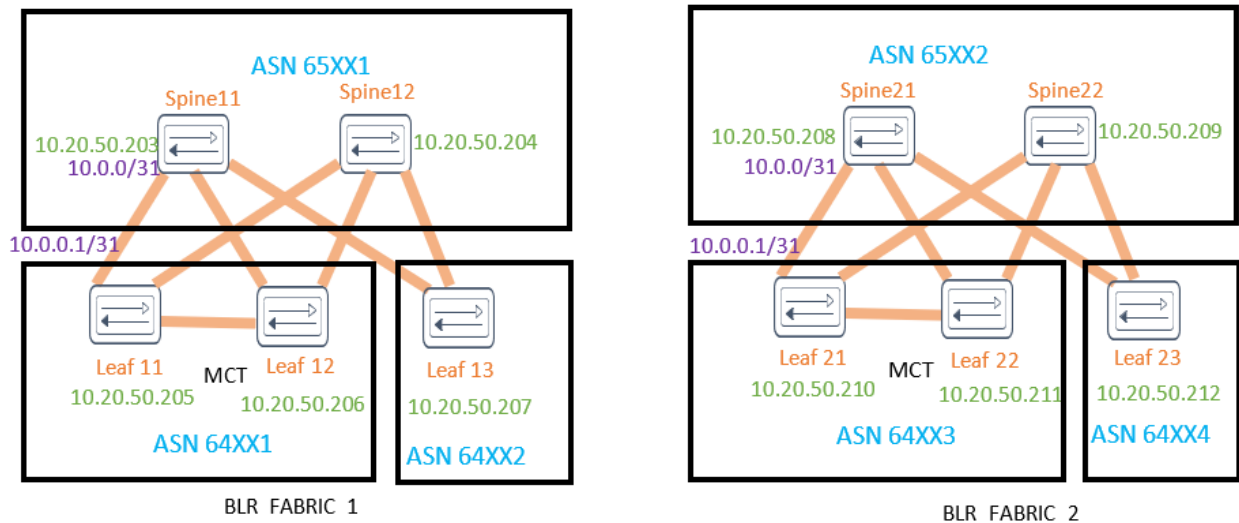 ASN 65XX1
Spine11
Spine12
10.20.50.203
10.0.0/31
10.20.50.204
10.0.0.1/31
Leaf 11
MCT
Leaf 12
10.20.50.205
10.20.50.206
ASN 64XX1
Leaf 13
10.20.50.207
ASN 64XX2
BLR FABRIC 1
ASN 65XX2
Spine21
Spine22
10.20.50.208
10.0.0/31
10.20.50.209
10.0.0.1/31
Leaf 21
MCT
Leaf 22
10.20.50.210
10.20.50.211
ASN 64XX3
Leaf 23
10.20.50.212
ASN 64XX4
BLR FABRIC 2